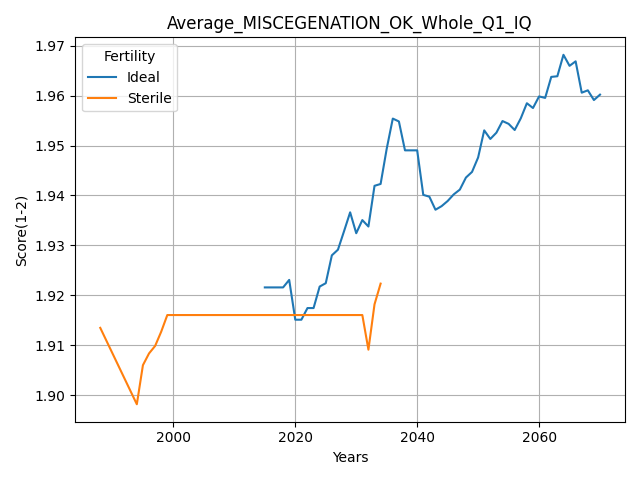 Average_MISCEGENATION_OK_Whole_Q1_IQ
Fertility
Ideal
Sterile
Score(1-2)
1.97
1.96
1.95
1.94
1.93
1.92
1.91
1.90
2000
2020
2040
2060
Years